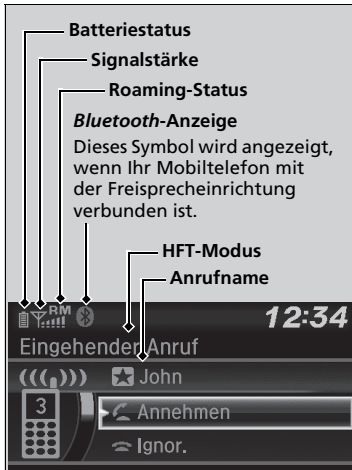 Batteriestatus
Signalstärke
Roaming-Status
Bluetooth-Anzeige
Dieses Symbol wird angezeigt,
wenn Ihr Mobiltelefon mit
der Freisprecheinrichtung
verbunden ist.
HFT-Modus
Anrufname
RM
12:34
Eingehender Anruf
John
3
Annehmen
Ignor.